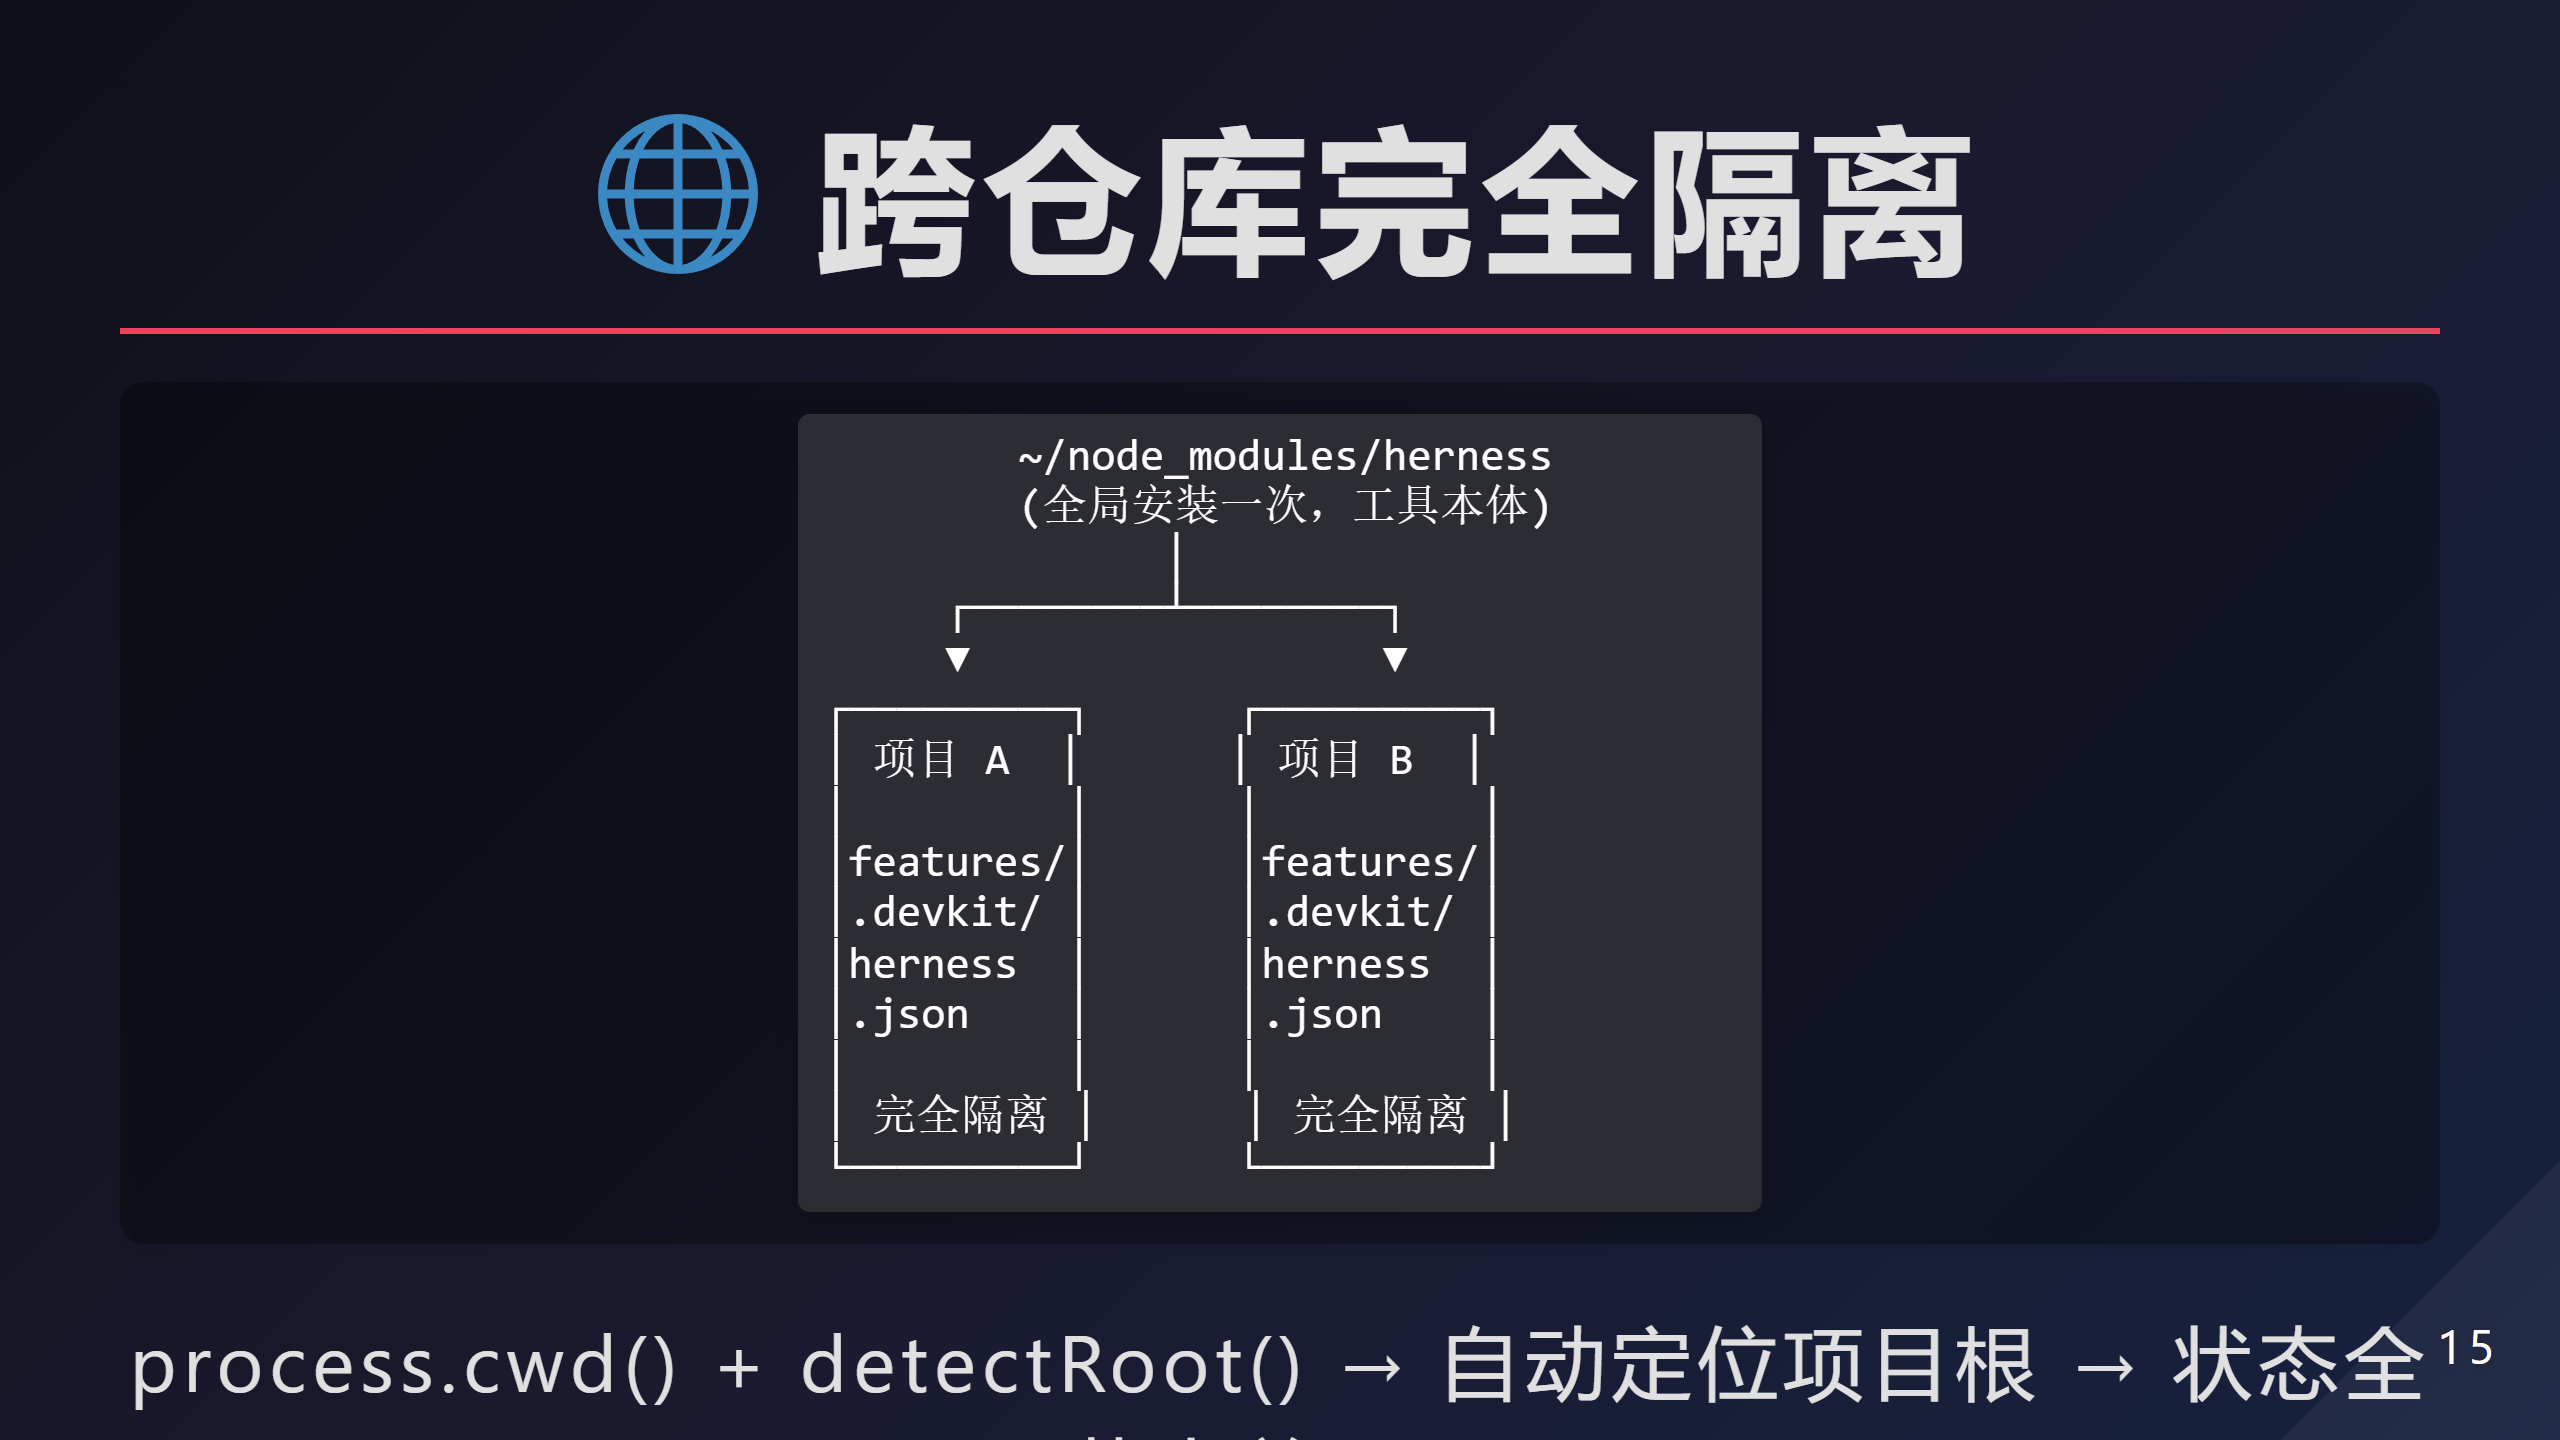 跨仓库完全隔离
~/node_modules/herness
(全局安装一次，工具本体)
项目 A 项目 B
features/ features/
.devkit/ .devkit/
herness herness
.json .json
完全隔离 完全隔离
process.cwd() + detectRoot() → 自动定位项目根 → 状态全
15